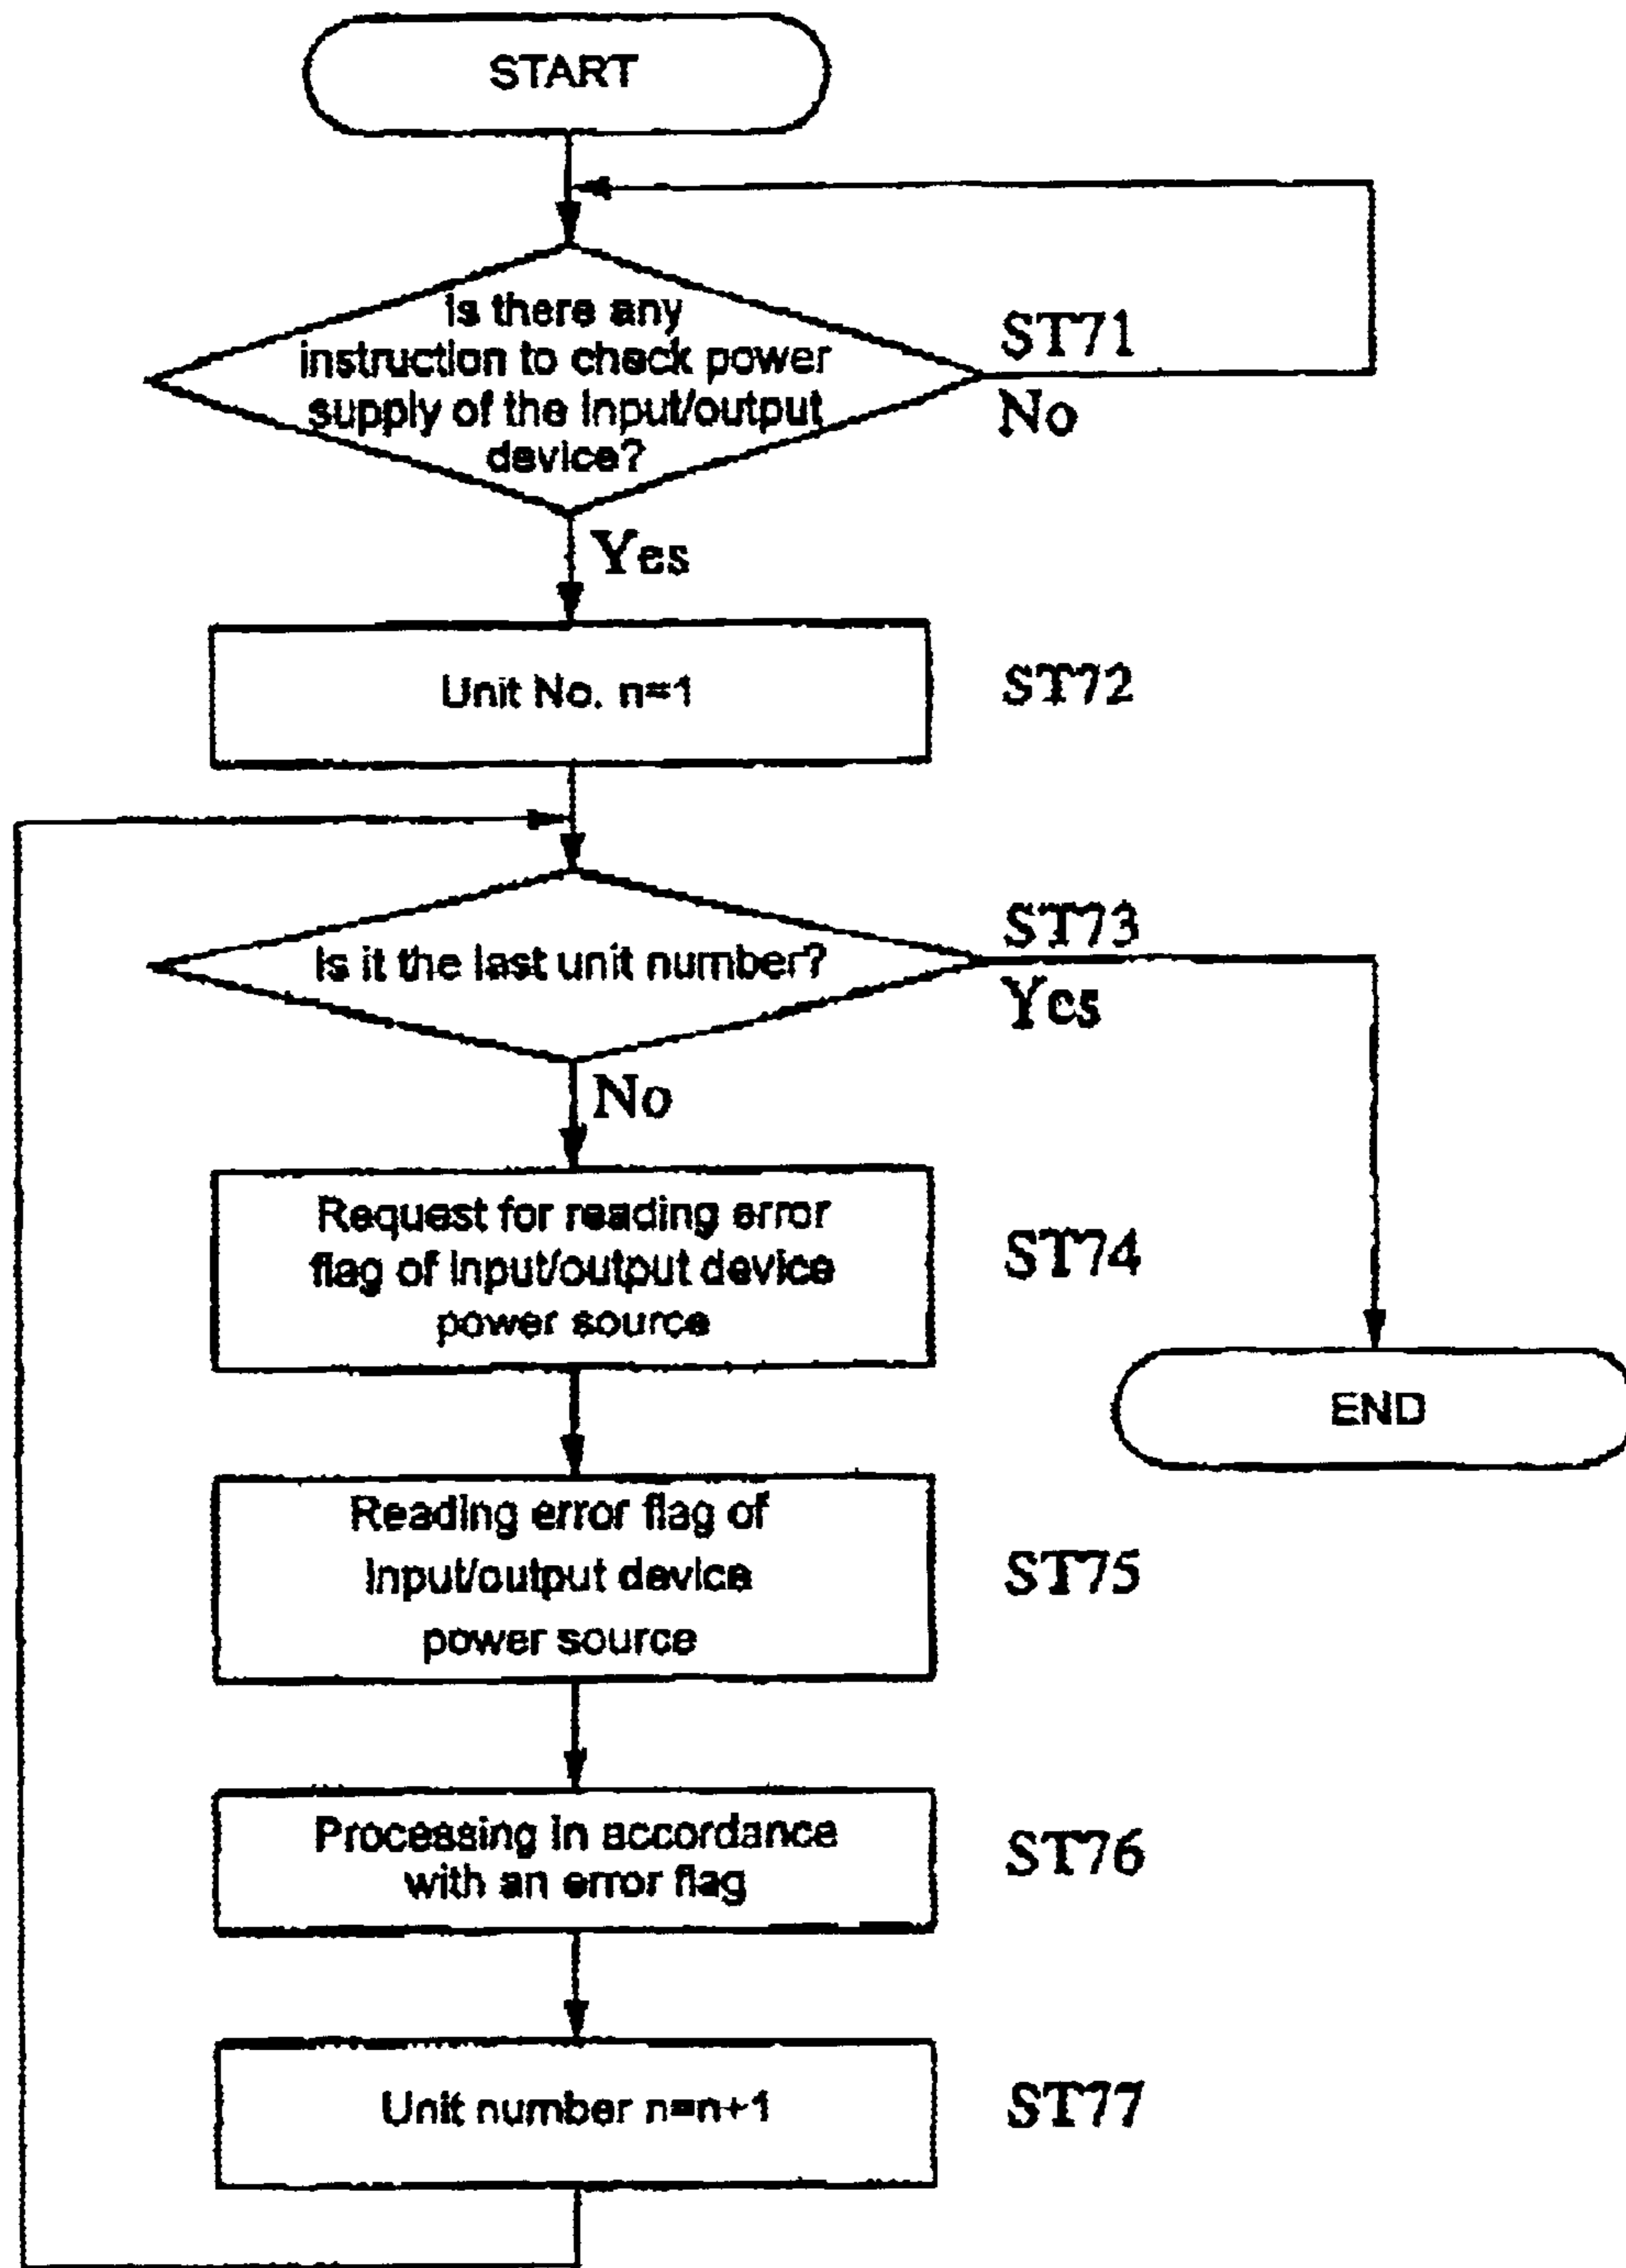 START
Is there any
instruction to check power
supply of the Input/output
device?
ST71
No
Yes
Unit No. n=1
ST72
Is it the last unit number?
ST73
Yes
No
Request for reading error
flag of Input/output device
power source
ST74
END
Reading error flag of
Input/output device
power source
ST75
Processing in accordance
with an error flag
ST76
Unit number n=n+1
ST77